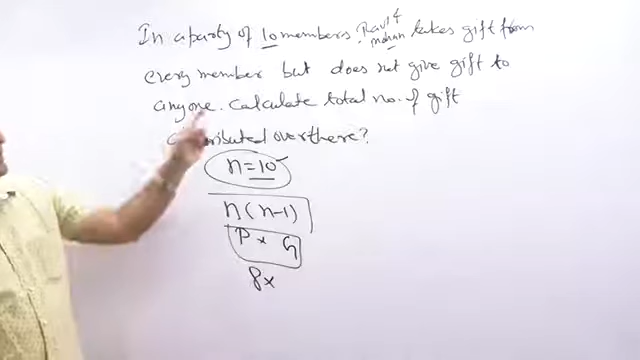 In a party of 10 members. Ravi &
mohan takes gift from
every member but does not give gift to
anyone. Calculate total no. of gift
distributed over there?
n = 10
n(n-1)
P × G
8×